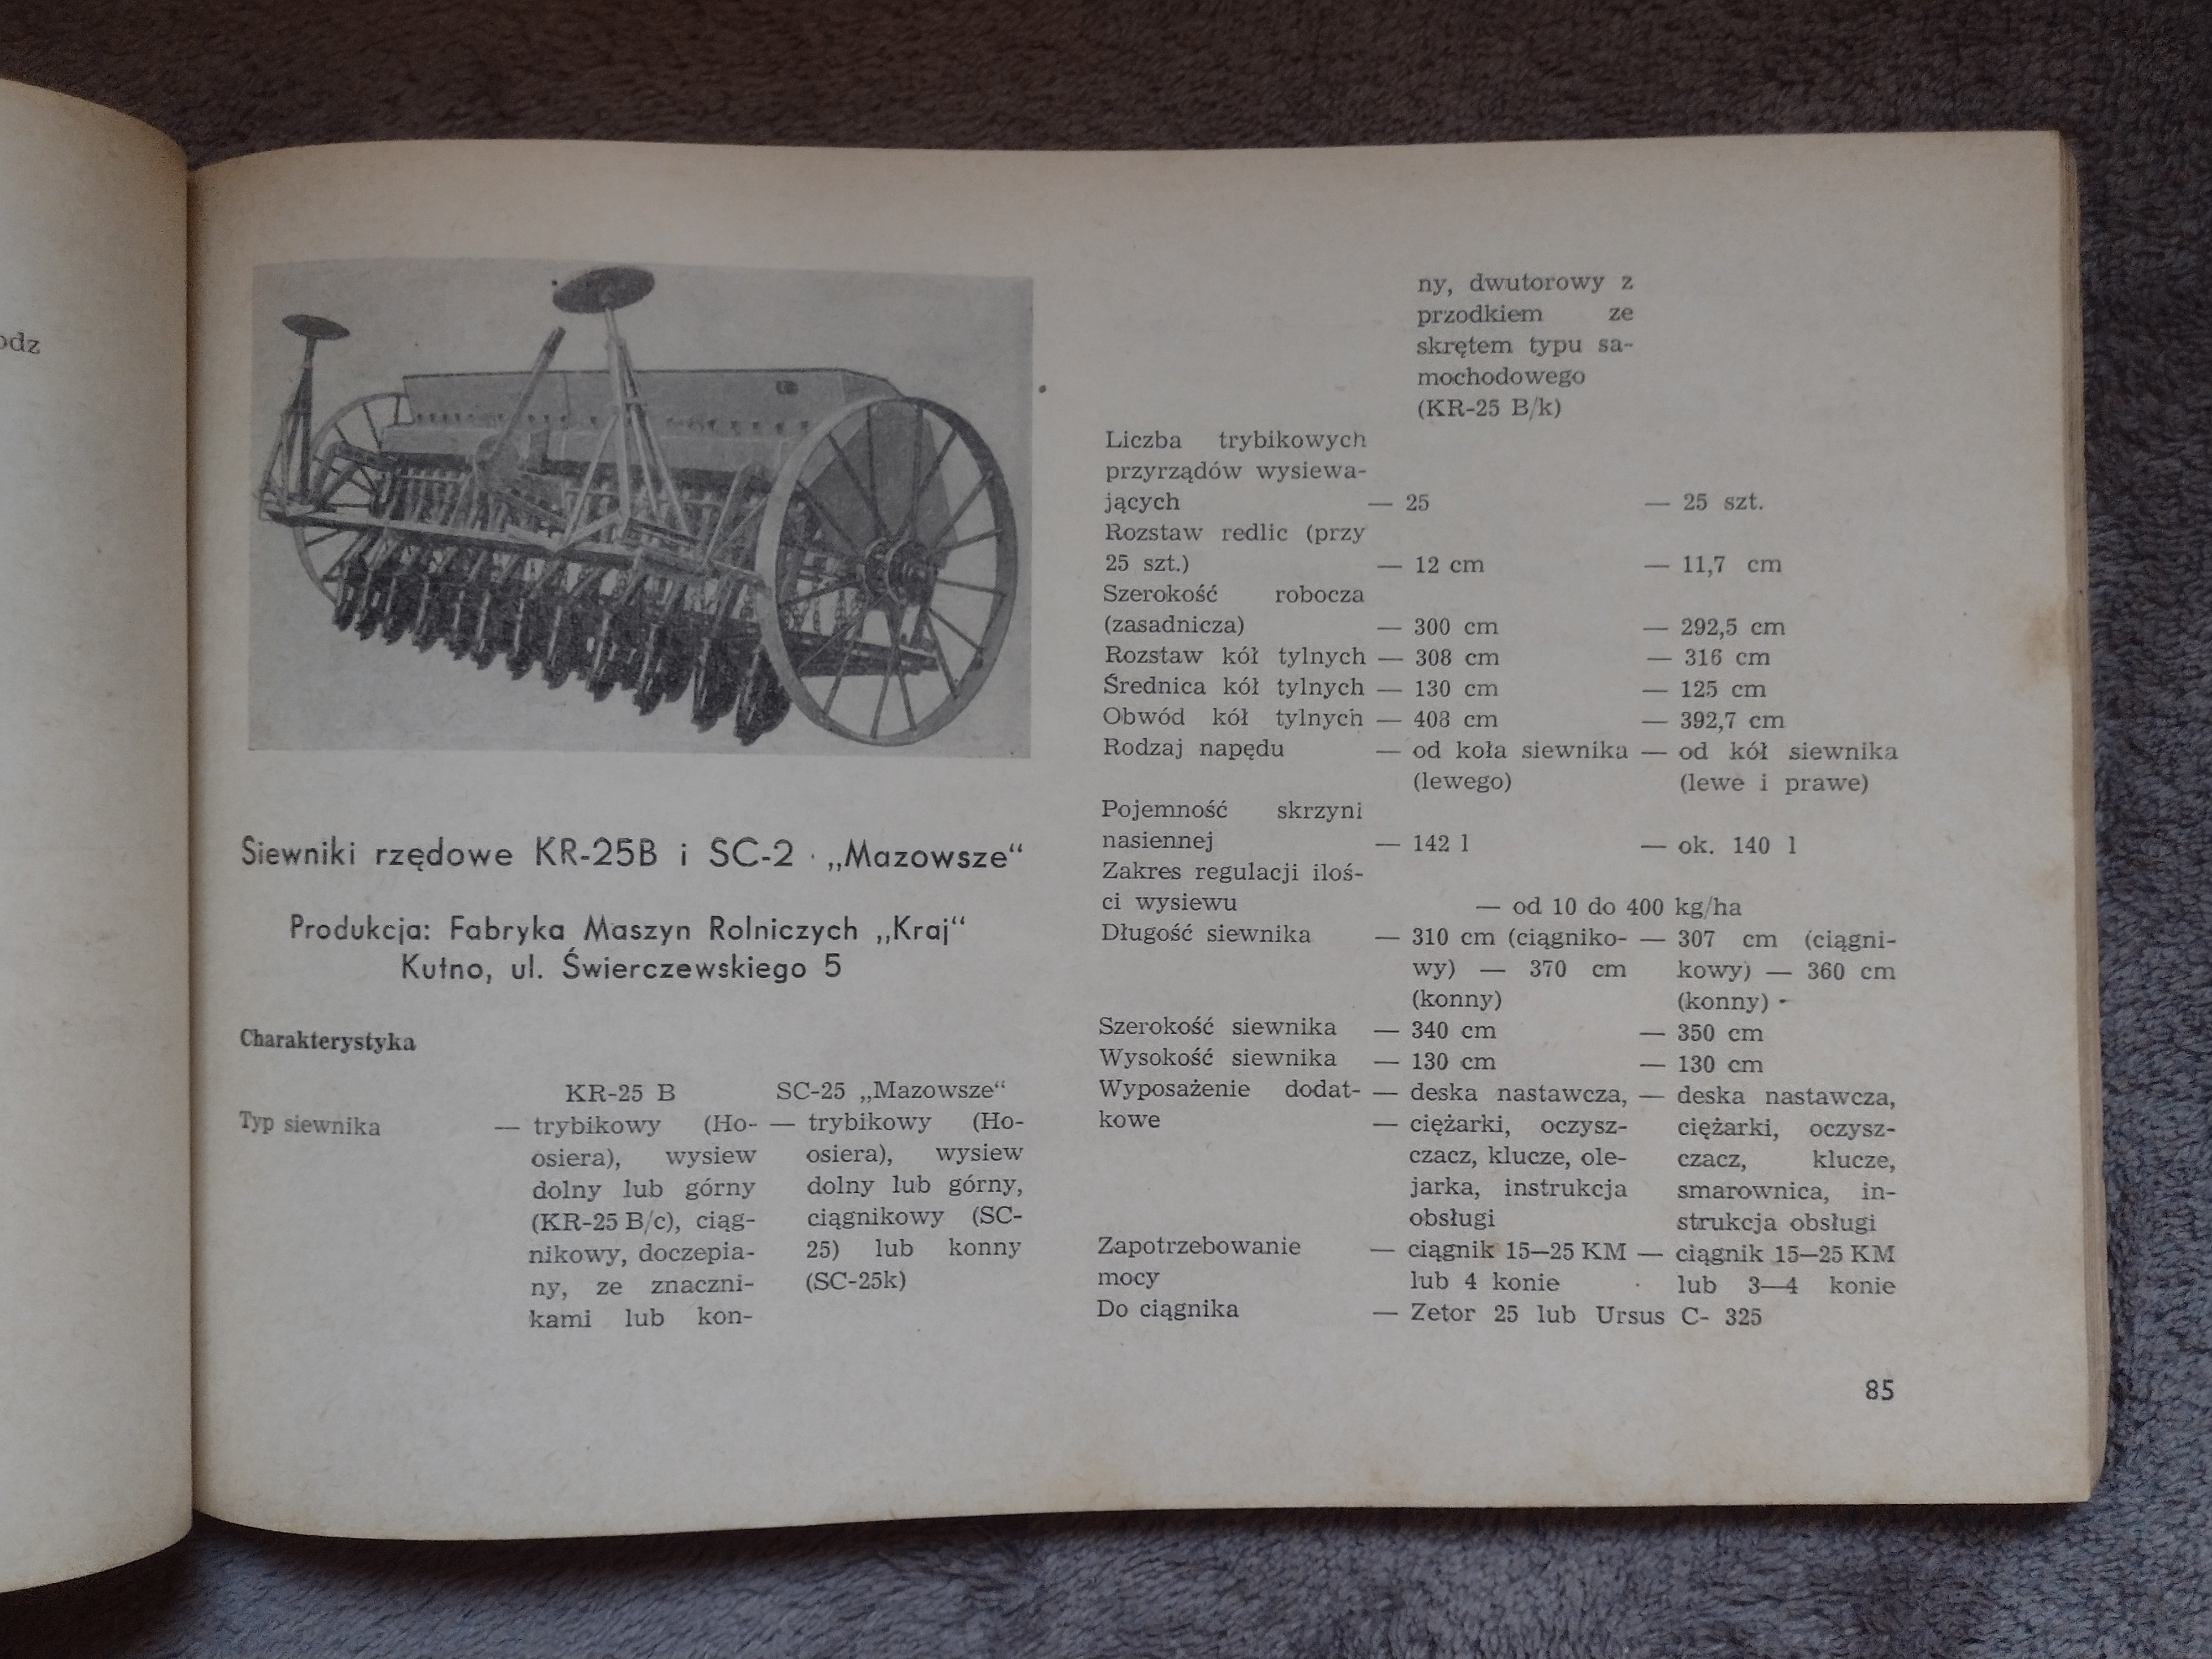 odz
Siewniki rzędowe KR-25B i SC-2 „Mazowsze“
Produkcja: Fabryka Maszyn Rolniczych „Kraj“
Kutno, ul. Świerczewskiego 5
Charakterystyka
KR-25 B SC-25 „Mazowsze“
Typ siewnika — trybikowy (Ho- — trybikowy (Ho-
osiera), wysiew osiera), wysiew
dolny lub górny dolny lub górny,
(KR-25 B/c), ciąg- ciągnikowy (SC-
nikowy, doczepia- 25) lub konny
ny, ze znaczni- (SC-25k)
kami lub kon-
ny, dwutorowy z
przodkiem ze
skrętem typu sa-
mochodowego
(KR-25 B/k)
Liczba trybikowych
przyrządów wysiewa-
jących — 25 — 25 szt.
Rozstaw redlic (przy
25 szt.) — 12 cm — 11,7 cm
Szerokość robocza
(zasadnicza) — 300 cm — 292,5 cm
Rozstaw kół tylnych — 308 cm — 316 cm
Średnica kół tylnych — 130 cm — 125 cm
Obwód kół tylnych — 408 cm — 392,7 cm
Rodzaj napędu — od koła siewnika — od kół siewnika
(lewego) (lewe i prawe)
Pojemność skrzyni
nasiennej — 142 l — ok. 140 l
Zakres regulacji iloś-
ci wysiewu — od 10 do 400 kg/ha
Długość siewnika — 310 cm (ciągniko- — 307 cm (ciągni-
wy) — 370 cm kowy) — 360 cm
(konny) (konny)
Szerokość siewnika — 340 cm — 350 cm
Wysokość siewnika — 130 cm — 130 cm
Wyposażenie dodat- — deska nastawcza, — deska nastawcza,
kowe — ciężarki, oczysz- ciężarki, oczysz-
czacz, klucze, ole- czacz, klucze,
jarka, instrukcja smarownica, in-
obsługi strukcja obsługi
Zapotrzebowanie — ciągnik 15—25 KM — ciągnik 15—25 KM
mocy lub 4 konie lub 3—4 konie
Do ciągnika — Zetor 25 lub Ursus C- 325
85